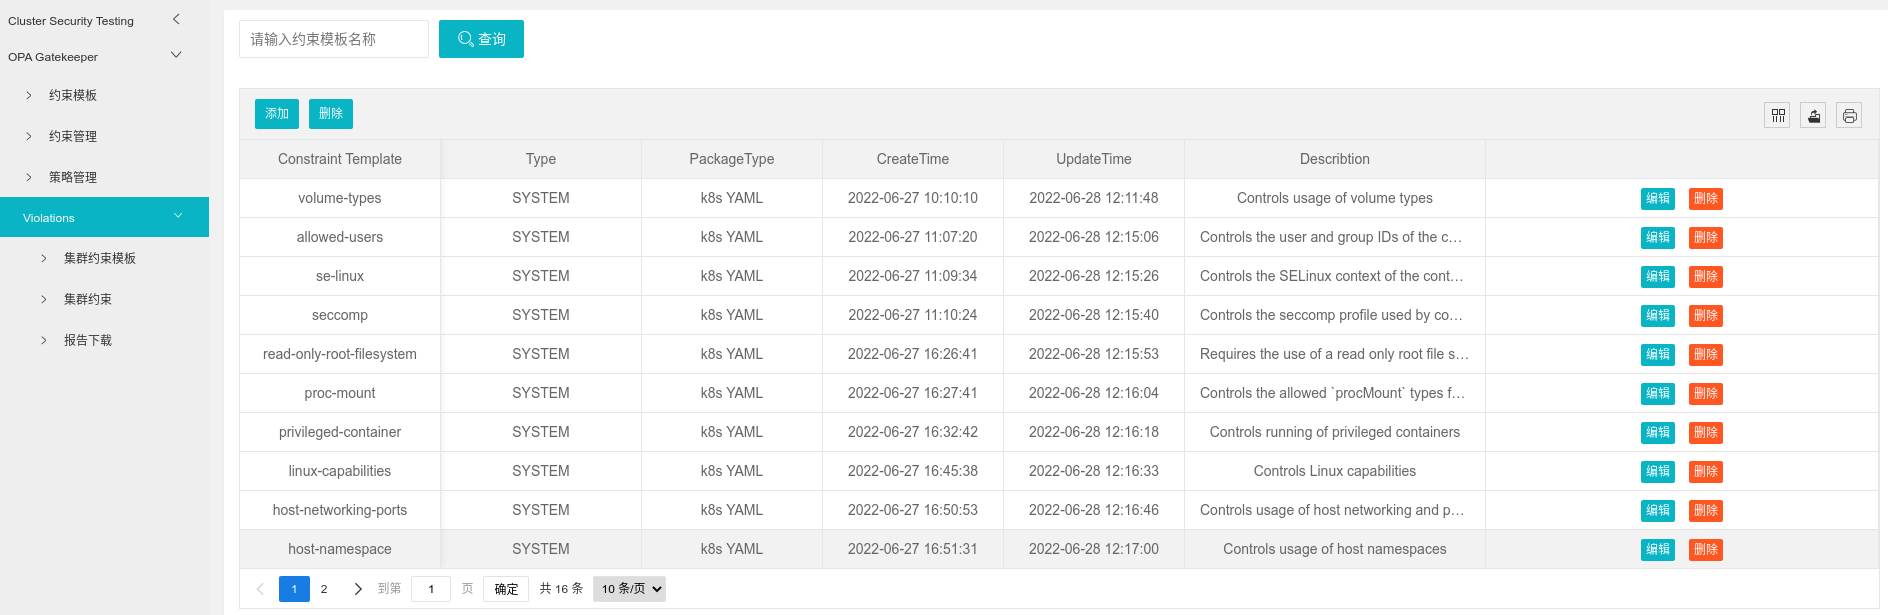 Cluster Security Testing
OPA Gatekeeper
约束模板
约束管理
策略管理
Violations
集群约束模板
集群约束
报告下载
请输入约束模板名称 查询
添加 删除
Constraint Template Type PackageType CreateTime UpdateTime Describtion
volume-types SYSTEM k8s YAML 2022-06-27 10:10:10 2022-06-28 12:11:48 Controls usage of volume types 编辑 删除
allowed-users SYSTEM k8s YAML 2022-06-27 11:07:20 2022-06-28 12:15:06 Controls the user and group IDs of the c… 编辑 删除
se-linux SYSTEM k8s YAML 2022-06-27 11:09:34 2022-06-28 12:15:26 Controls the SELinux context of the cont… 编辑 删除
seccomp SYSTEM k8s YAML 2022-06-27 11:10:24 2022-06-28 12:15:40 Controls the seccomp profile used by co… 编辑 删除
read-only-root-filesystem SYSTEM k8s YAML 2022-06-27 16:26:41 2022-06-28 12:15:53 Requires the use of a read only root file s… 编辑 删除
proc-mount SYSTEM k8s YAML 2022-06-27 16:27:41 2022-06-28 12:16:04 Controls the allowed `procMount` types f… 编辑 删除
privileged-container SYSTEM k8s YAML 2022-06-27 16:32:42 2022-06-28 12:16:18 Controls running of privileged containers 编辑 删除
linux-capabilities SYSTEM k8s YAML 2022-06-27 16:45:38 2022-06-28 12:16:33 Controls Linux capabilities 编辑 删除
host-networking-ports SYSTEM k8s YAML 2022-06-27 16:50:53 2022-06-28 12:16:46 Controls usage of host networking and p… 编辑 删除
host-namespace SYSTEM k8s YAML 2022-06-27 16:51:31 2022-06-28 12:17:00 Controls usage of host namespaces 编辑 删除
1 2 到第 1 页 确定 共 16 条 10 条/页